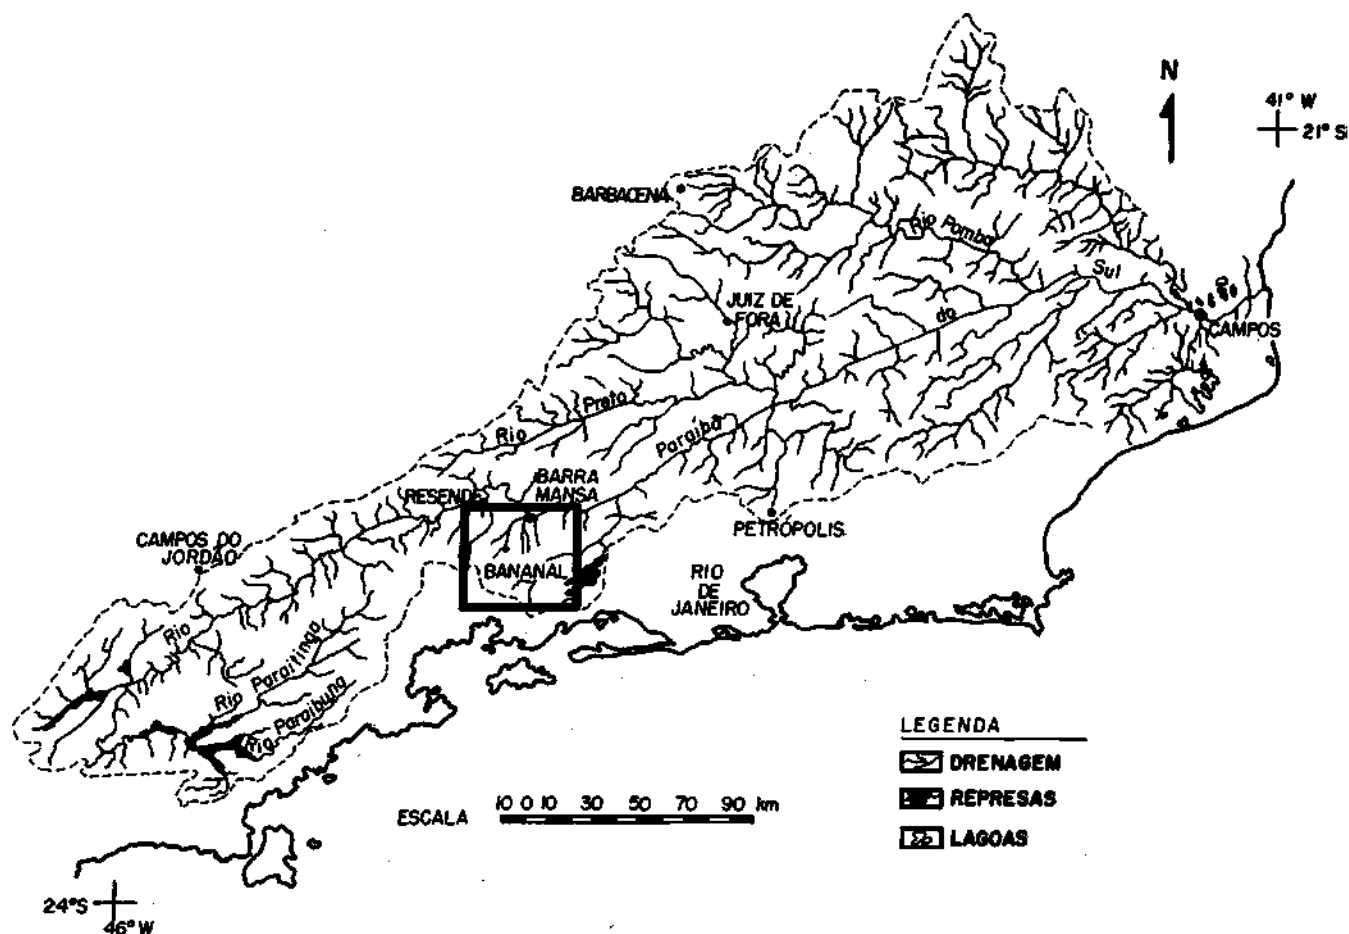 N
41° W
21° S
BARBACENA
Rio Pomba
Sul
JUIZ DE
FORA
do
CAMPOS
Rio Preto
Paraíba
BARRA
MANSA
RESENDE
PETRÓPOLIS
CAMPOS DO
JORDÃO
BANANAL
RIO
DE
JANEIRO
Rio
Rio Paraitinga
Rio Paraibuna
LEGENDA
DRENAGEM
REPRESAS
LAGOAS
ESCALA
10 0 10 30 50 70 90 km
24°S
46° W